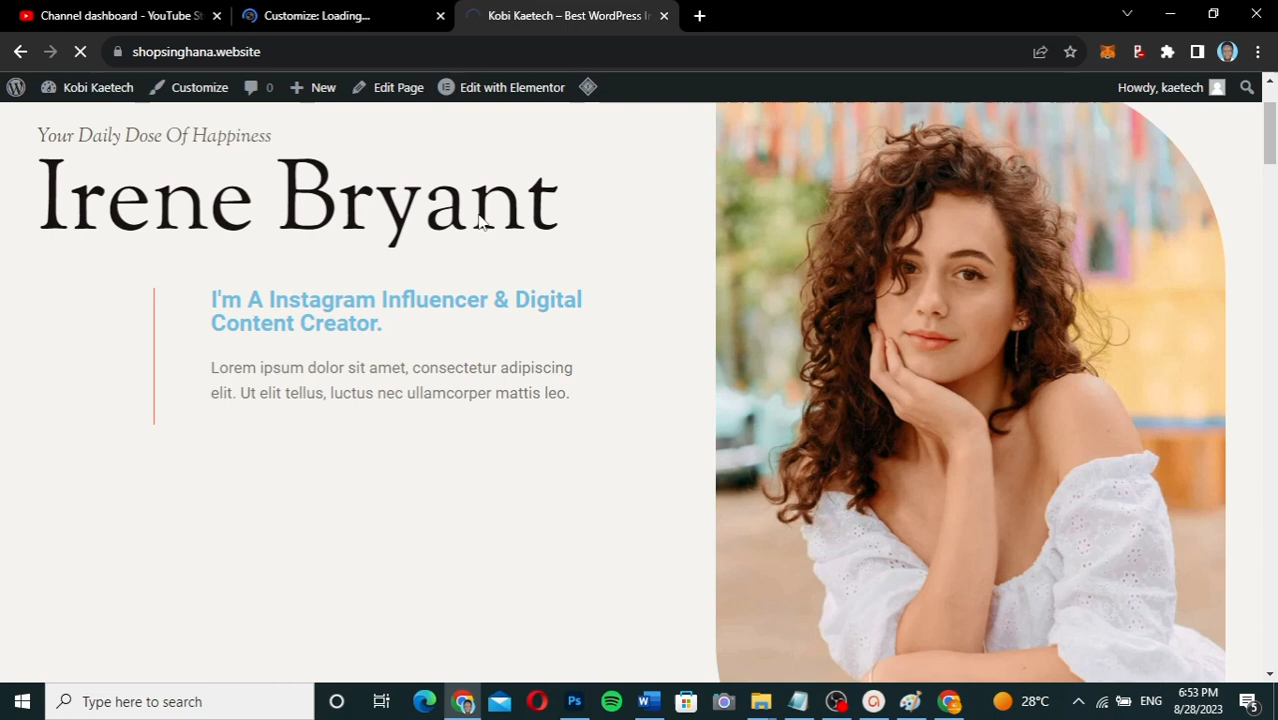 Channel dashboard - YouTube St
Customize: Loading...
Kobi Kaetech – Best WordPress In
shopsinghana.website
Kobi Kaetech
Customize
0
New
Edit Page
Edit with Elementor
Howdy, kaetech
Your Daily Dose Of Happiness
Irene Bryant
I'm A Instagram Influencer & Digital
Content Creator.
Lorem ipsum dolor sit amet, consectetur adipiscing
elit. Ut elit tellus, luctus nec ullamcorper mattis leo.
Type here to search
Ps
W
28°C
ENG
6:53 PM
8/28/2023
5